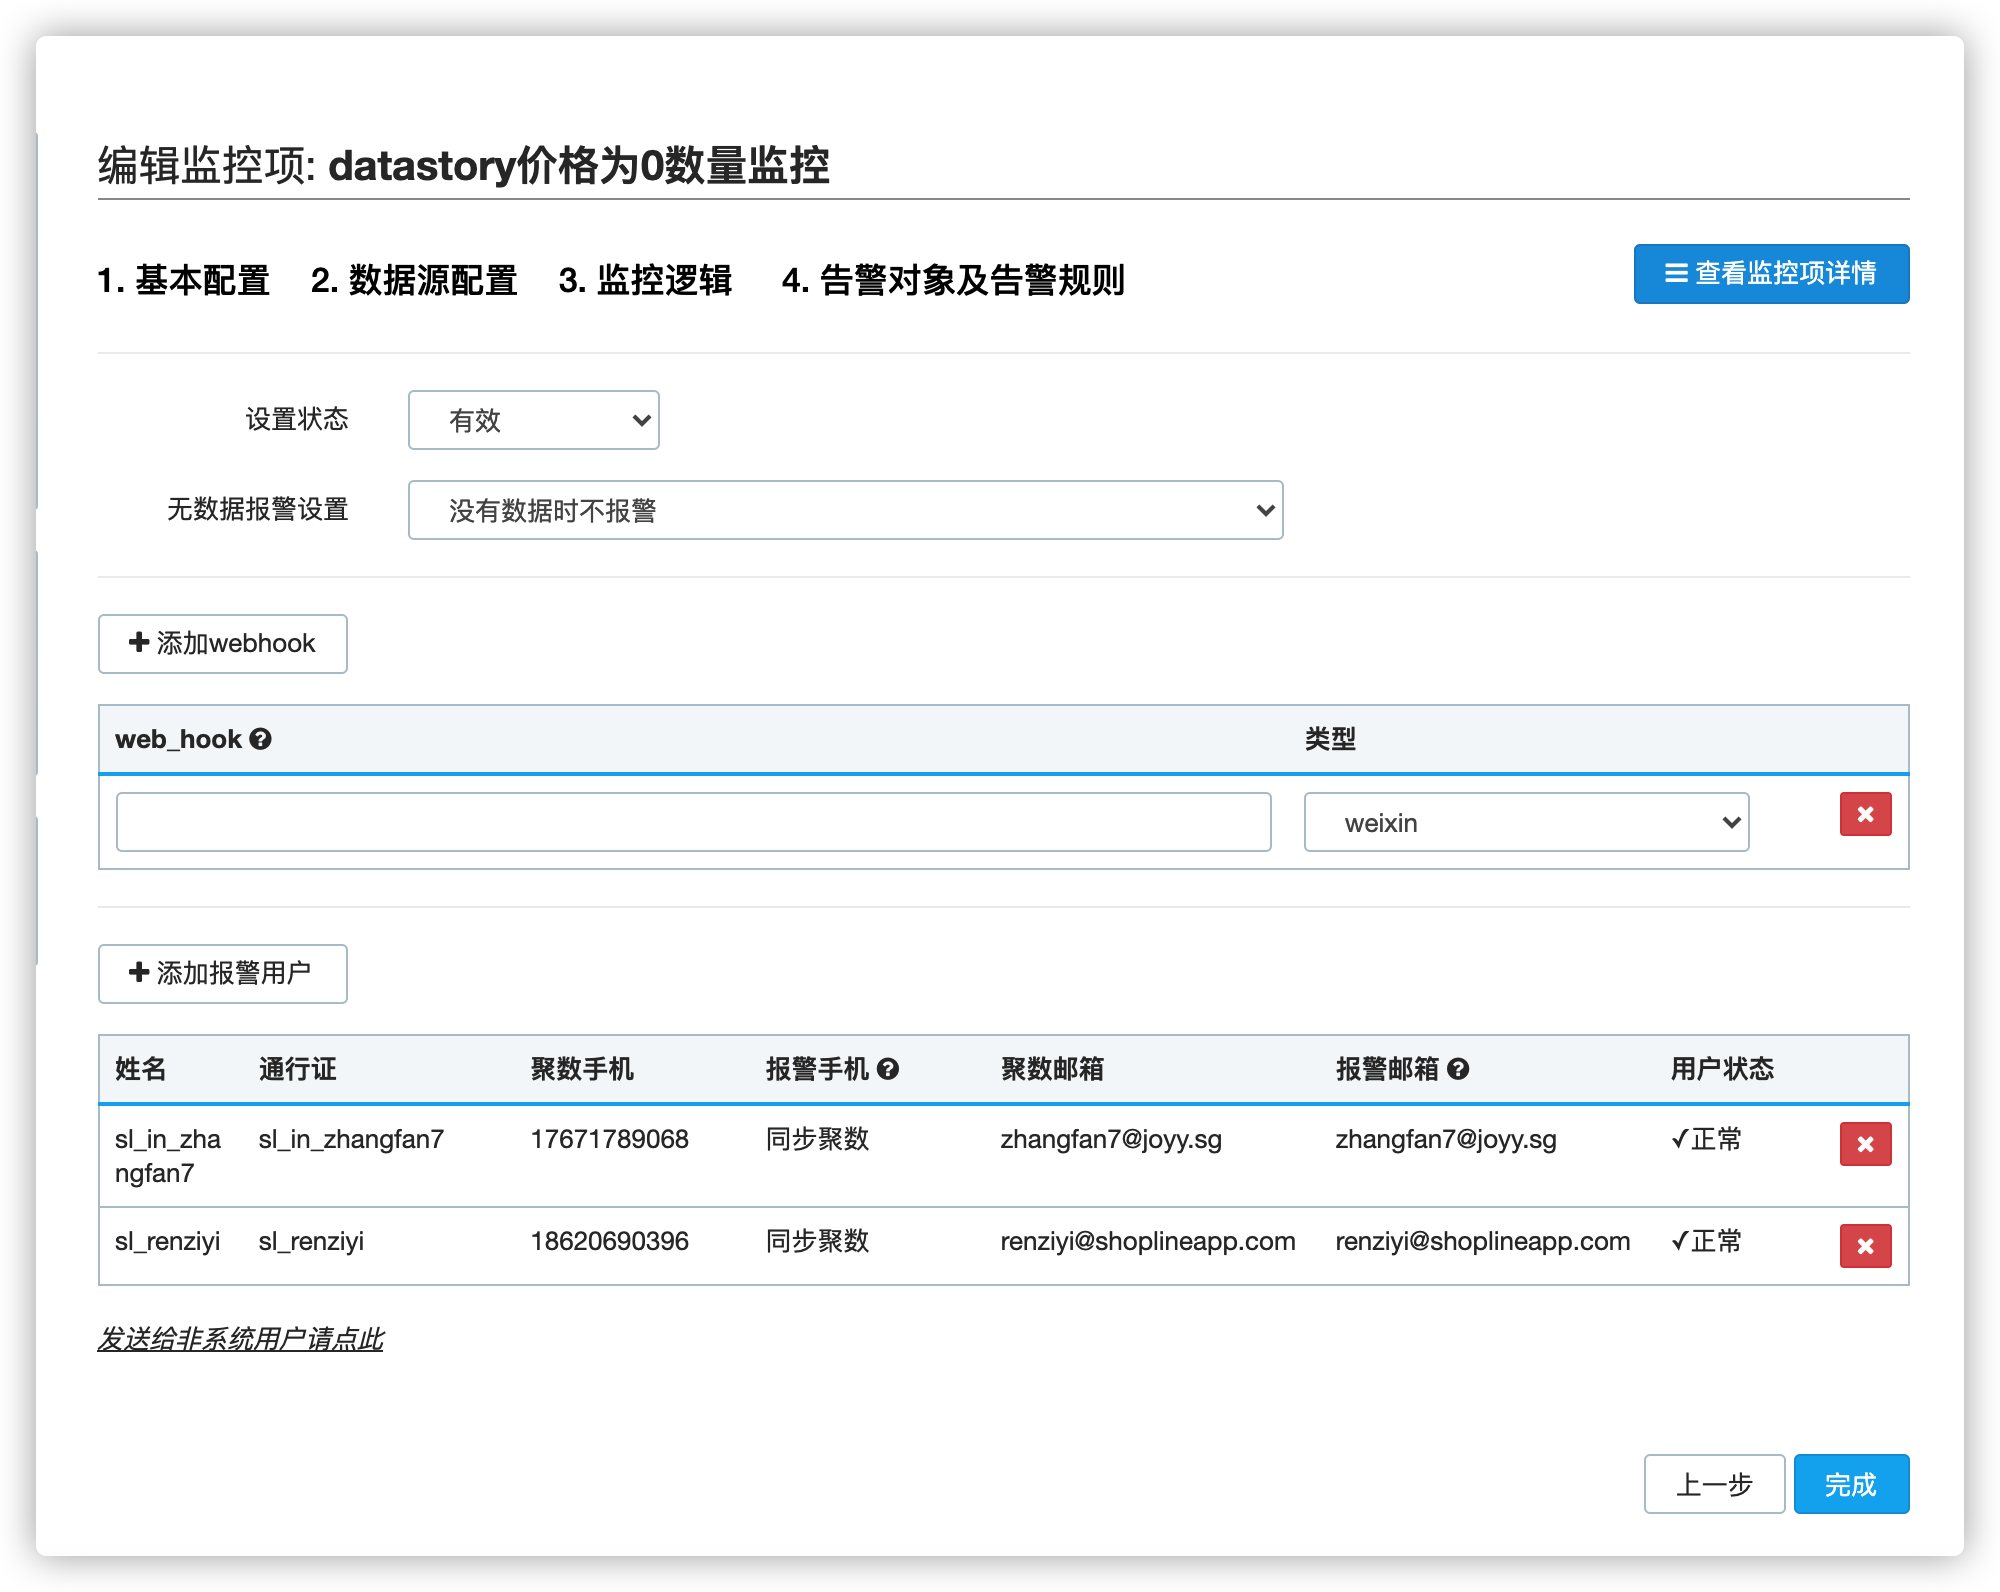 编辑监控项: datastory价格为0数量监控
1. 基本配置 2. 数据源配置 3. 监控逻辑 4. 告警对象及告警规则
查看监控项详情
设置状态 有效
无数据报警设置 没有数据时不报警
添加webhook
web_hook 类型
weixin
添加报警用户
姓名 通行证 聚数手机 报警手机 聚数邮箱 报警邮箱 用户状态
sl_in_zha sl_in_zhangfan7 17671789068 同步聚数 zhangfan7@joyy.sg zhangfan7@joyy.sg ✓正常
ngfan7
sl_renziyi sl_renziyi 18620690396 同步聚数 renziyi@shoplineapp.com renziyi@shoplineapp.com ✓正常
发送给非系统用户请点此
上一步 完成